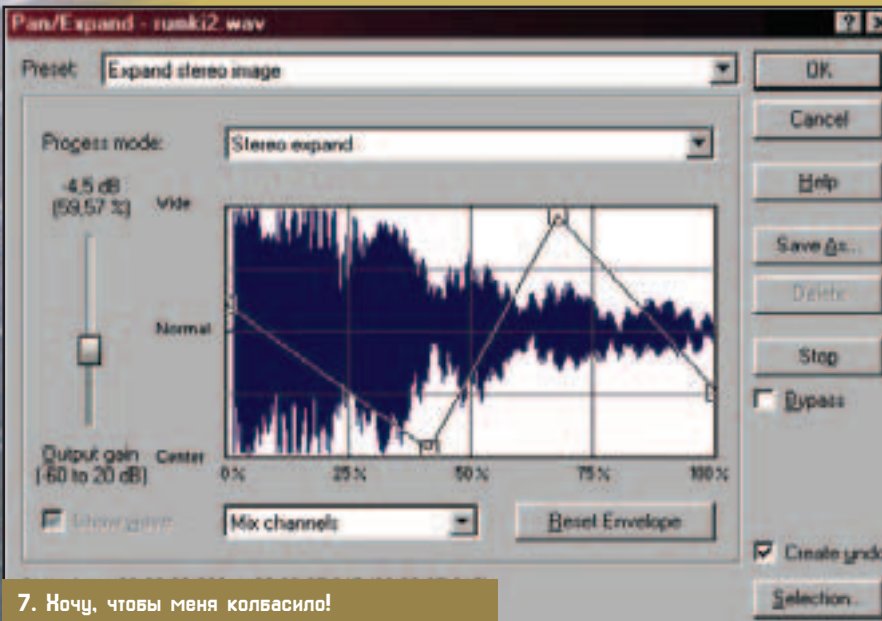 Pan/Expand - rumki2.wav
Preset: Expand stereo image
OK
Cancel
Process mode: Stereo expand
Help
-4,5 dB
(59,57 %)
Wide
Save As...
Delete
Normal
Stop
Bypass
Output gain
(-60 to 20 dB)
Center
0 % 25 % 50 % 75 % 100 %
Show wave
Mix channels
Reset Envelope
Create undo
Selection...
7. Хочу, чтобы меня колбасило!